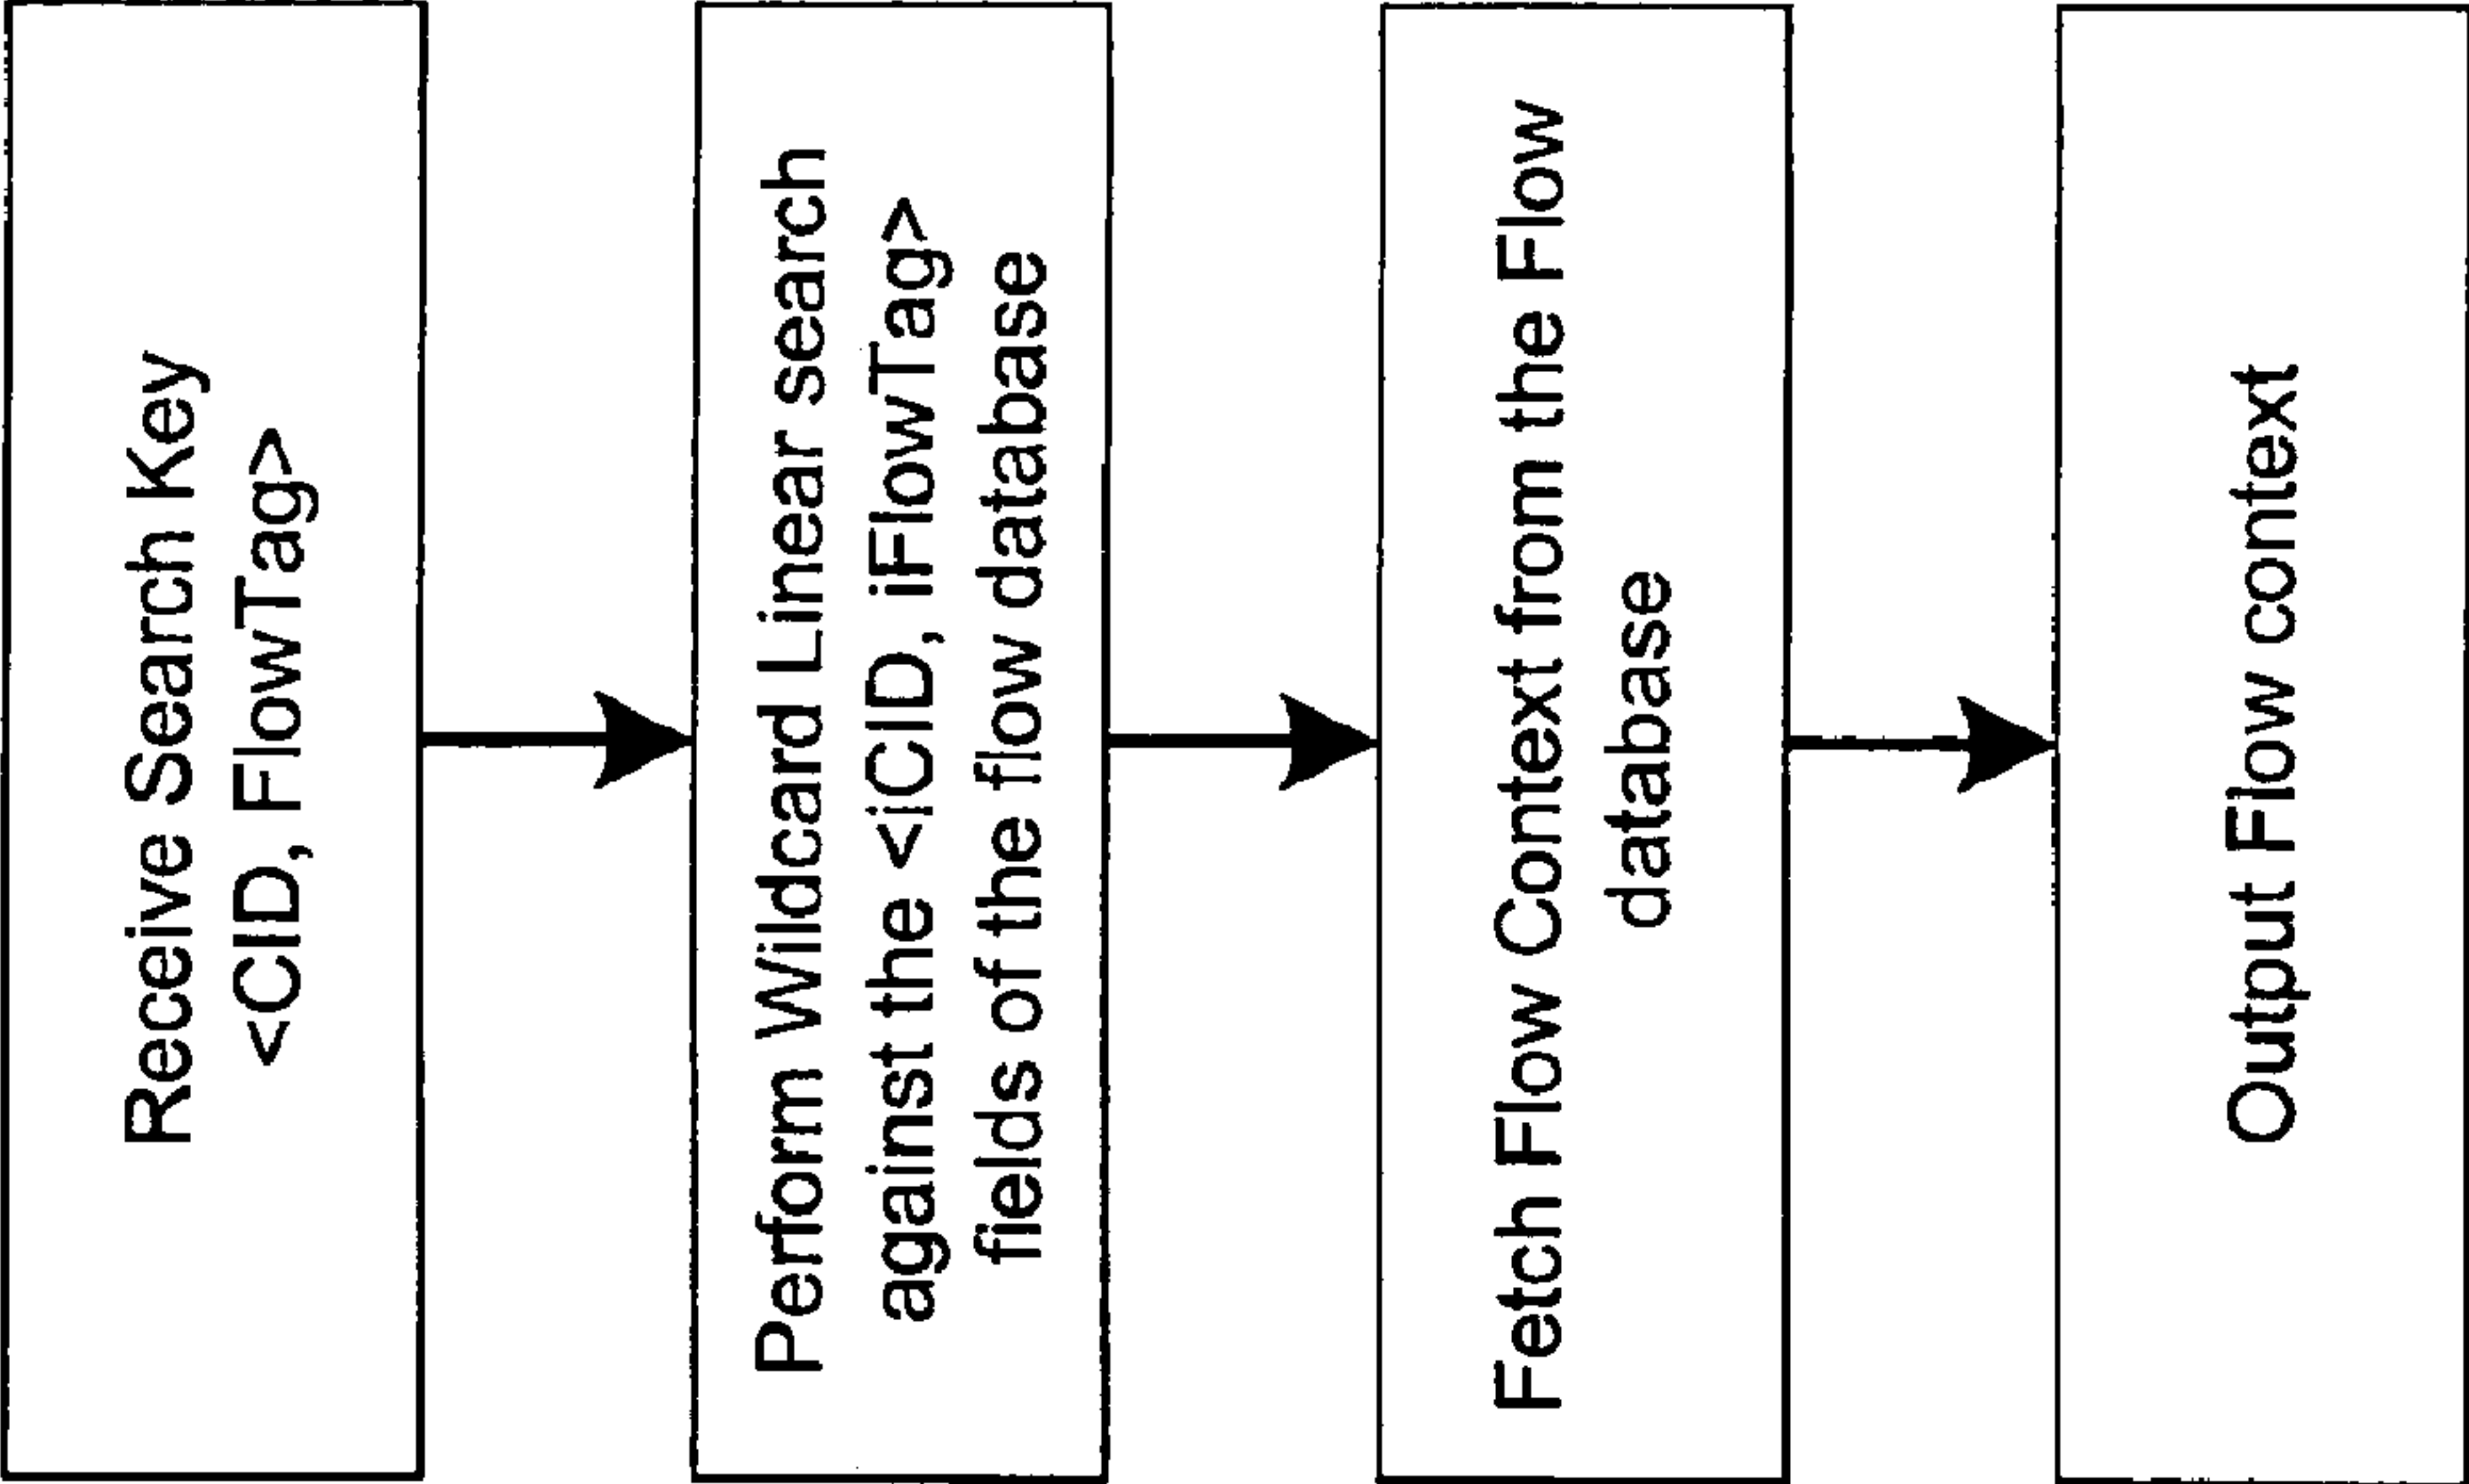 Receive Search Key
<CID, FlowTag>
Perform Wildcard Linear search
against the <iCID, iFlowTag>
fields of the flow database
Fetch Flow Context from the Flow
database
Output Flow context